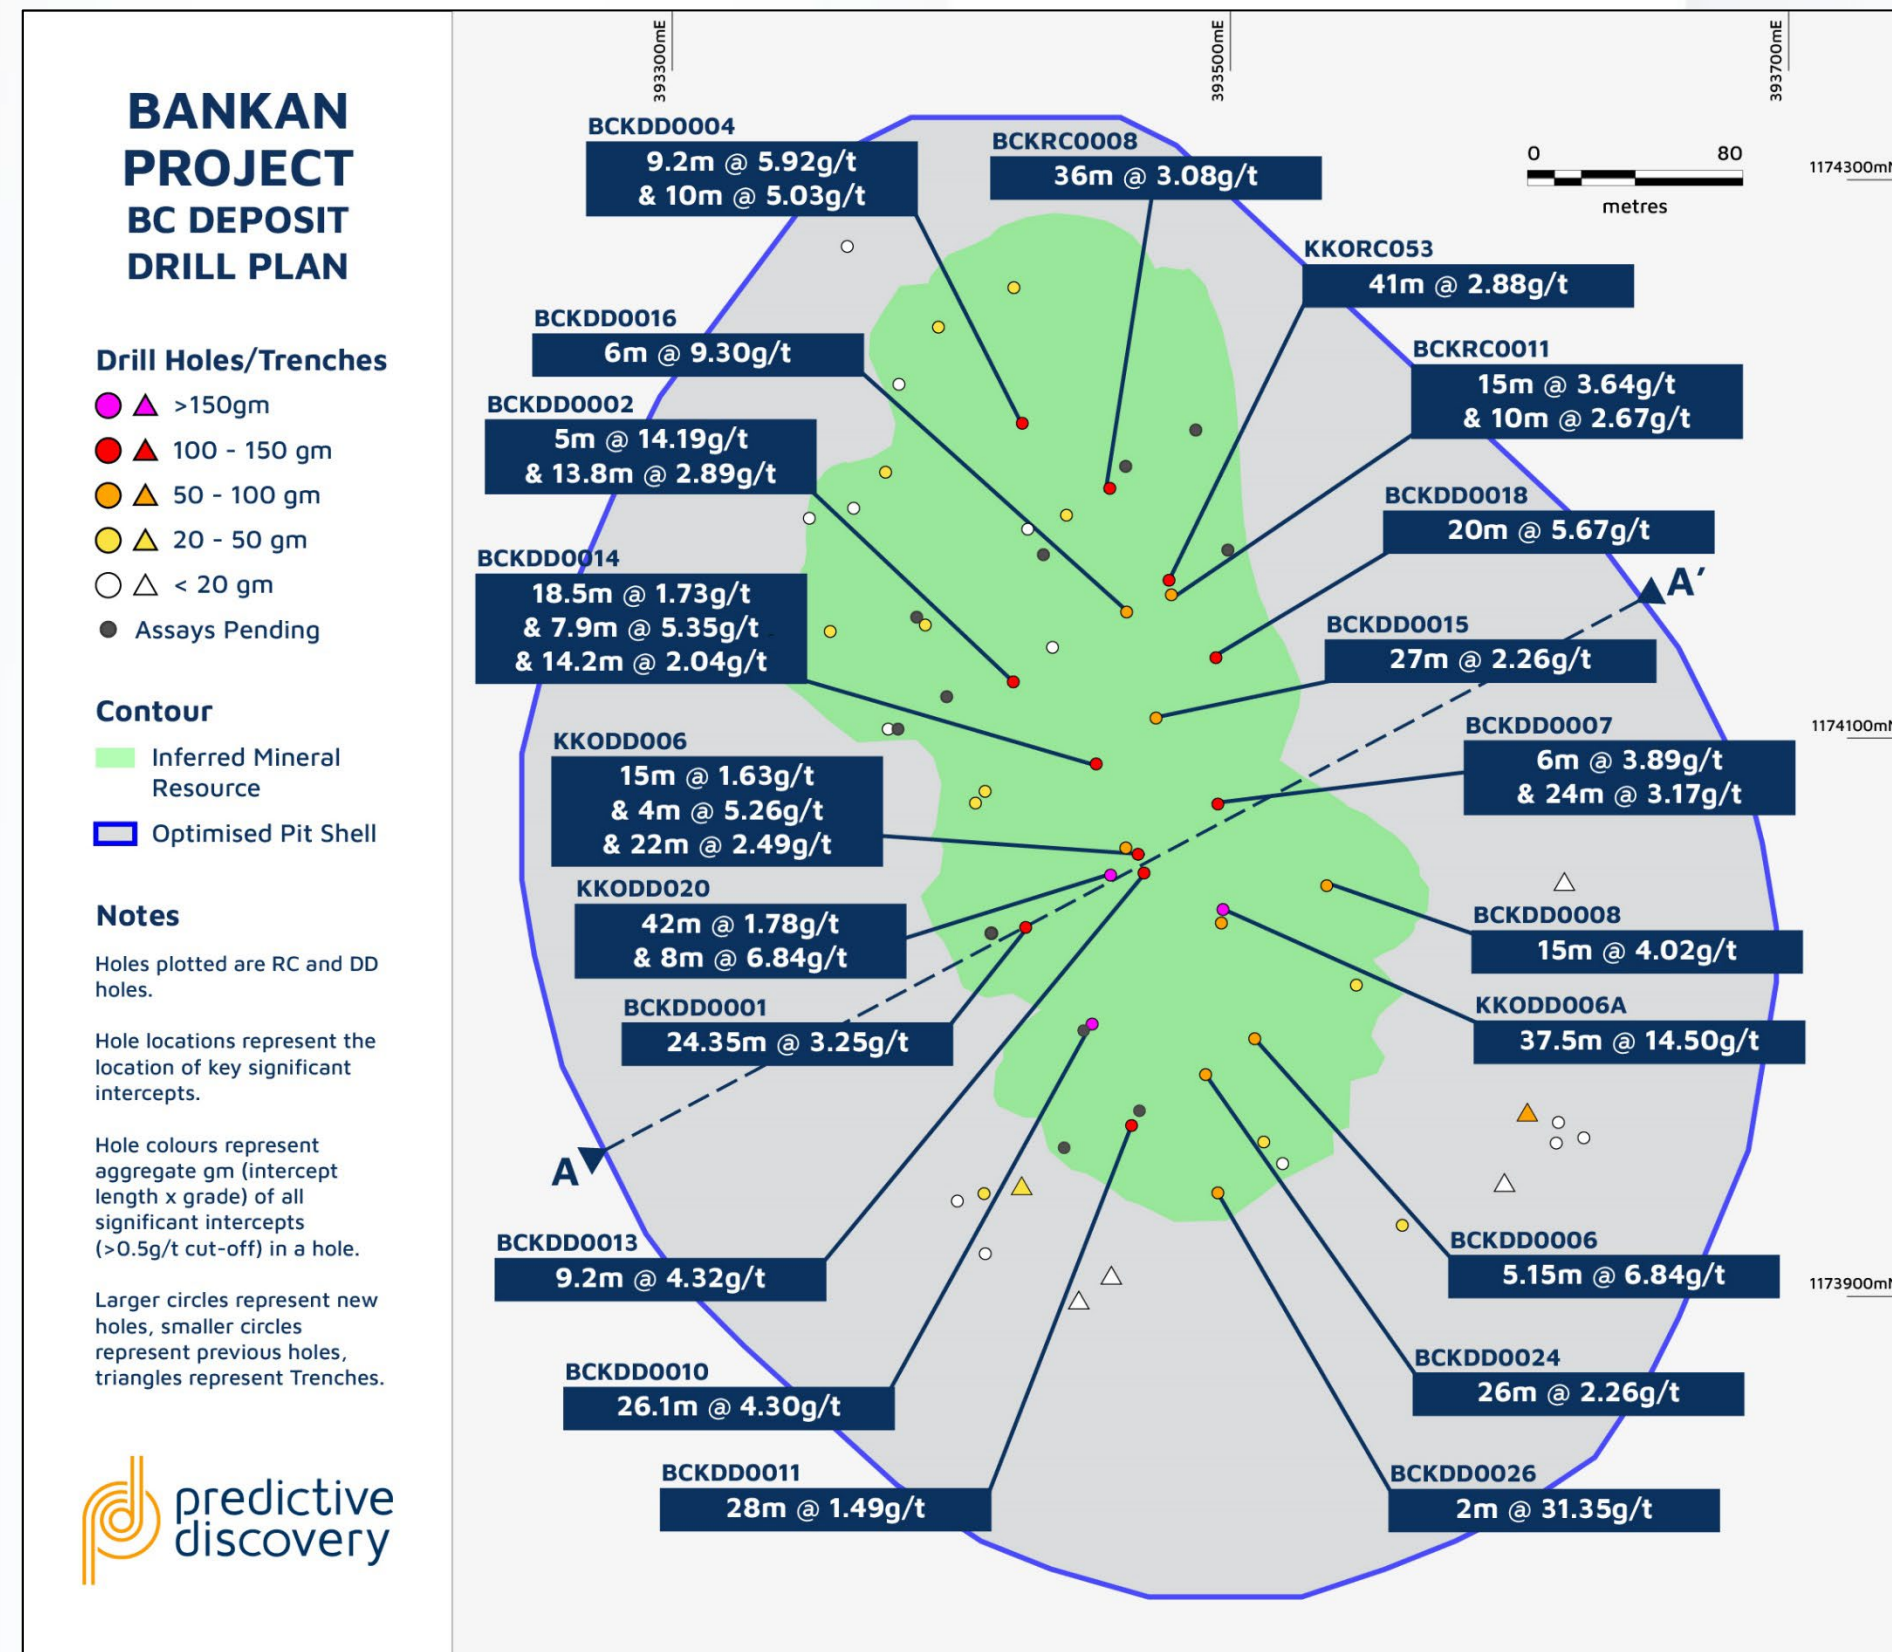 BANKAN
PROJECT
BC DEPOSIT
DRILL PLAN
Drill Holes/Trenches
>150gm
100 - 150 gm
50 - 100 gm
20 - 50 gm
< 20 gm
Assays Pending
Contour
Inferred Mineral
Resource
Optimised Pit Shell
Notes
Holes plotted are RC and DD
holes.
Hole locations represent the
location of key significant
intercepts.
Hole colours represent
aggregate gm (intercept
length x grade) of all
significant intercepts
(>0.5g/t cut-off) in a hole.
Larger circles represent new
holes, smaller circles
represent previous holes,
triangles represent Trenches.
predictive
discovery
393300mE
393500mE
393700mE
0 80
metres
1174300mN
1174100mN
1173900mN
BCKDD0004
9.2m @ 5.92g/t
& 10m @ 5.03g/t
BCKRC0008
36m @ 3.08g/t
KKORC053
41m @ 2.88g/t
BCKDD0016
6m @ 9.30g/t
BCKRC0011
15m @ 3.64g/t
& 10m @ 2.67g/t
BCKDD0002
5m @ 14.19g/t
& 13.8m @ 2.89g/t
BCKDD0018
20m @ 5.67g/t
BCKDD0014
18.5m @ 1.73g/t
& 7.9m @ 5.35g/t
& 14.2m @ 2.04g/t
A’
BCKDD0015
27m @ 2.26g/t
BCKDD0007
6m @ 3.89g/t
& 24m @ 3.17g/t
KKODD006
15m @ 1.63g/t
& 4m @ 5.26g/t
& 22m @ 2.49g/t
KKODD020
42m @ 1.78g/t
& 8m @ 6.84g/t
BCKDD0008
15m @ 4.02g/t
BCKDD0001
24.35m @ 3.25g/t
KKODD006A
37.5m @ 14.50g/t
A
BCKDD0013
9.2m @ 4.32g/t
BCKDD0006
5.15m @ 6.84g/t
BCKDD0010
26.1m @ 4.30g/t
BCKDD0024
26m @ 2.26g/t
BCKDD0011
28m @ 1.49g/t
BCKDD0026
2m @ 31.35g/t